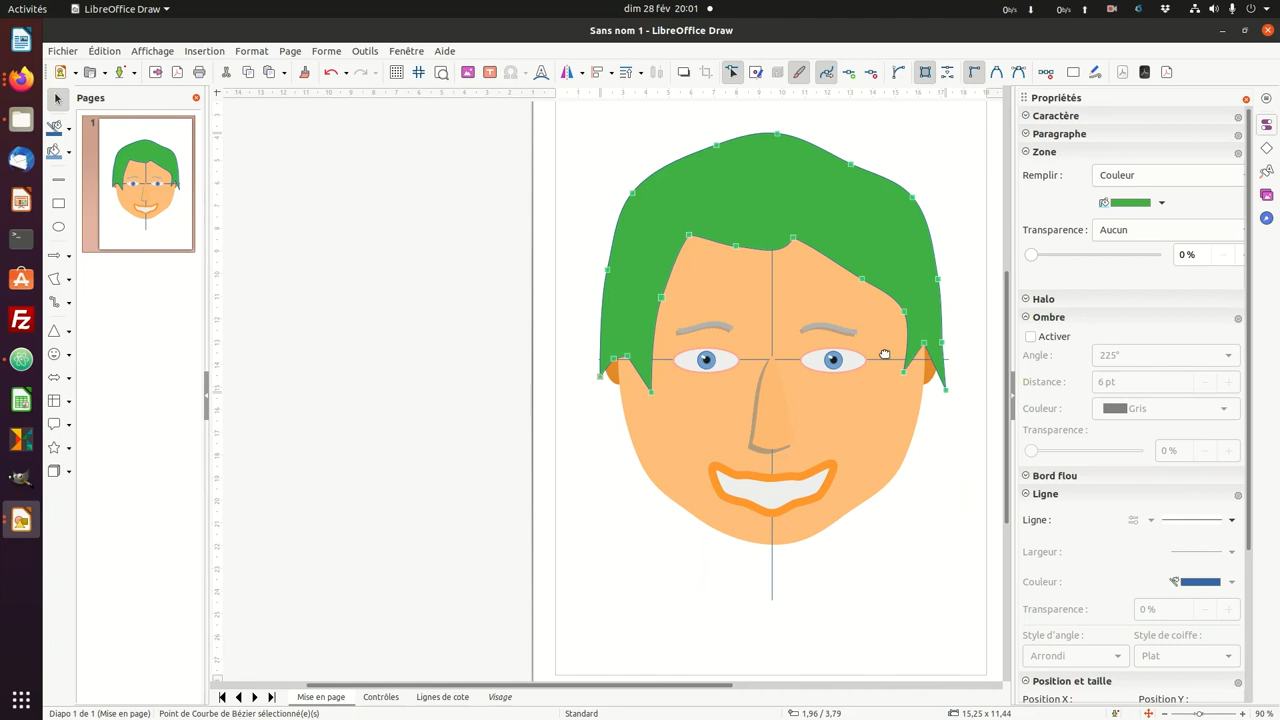 Activités
LibreOffice Draw
dim 28 fév 20:01
0b/s
0b/s
Sans nom 1 - LibreOffice Draw
Fichier Édition Affichage Insertion Format Page Forme Outils Fenêtre Aide
Pages
1
Propriétés
Caractère
Paragraphe
Zone
Remplir :
Couleur
Transparence :
Aucun
0 %
Halo
Ombre
Activer
Angle :
225°
Distance :
6 pt
Couleur :
Gris
Transparence :
0 %
Bord flou
Ligne
Ligne :
Largeur :
Couleur :
Transparence :
0 %
Style d'angle :
Style de coiffe :
Arrondi
Plat
Position et taille
Position X :
Position Y :
Mise en page
Contrôles
Lignes de cote
Visage
Diapo 1 de 1 (Mise en page)
Point de Courbe de Bézier sélectionné(e)(s)
Standard
1,96 / 3,79
15,25 x 11,44
90 %